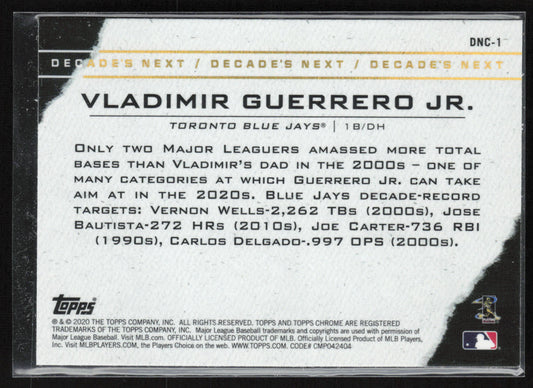 DNC-1
DECADE'S NEXT / DECADE'S NEXT / DECADE'S NEXT
VLADIMIR GUERRERO JR.
TORONTO BLUE JAYS® | 1B/DH
ONLY TWO MAJOR LEAGUERS AMASSED MORE TOTAL
BASES THAN VLADIMIR'S DAD IN THE 2000S – ONE
OF MANY CATEGORIES AT WHICH GUERRERO JR. CAN TAKE
AIM AT IN THE 2020S. BLUE JAYS DECADE-RECORD
TARGETS: VERNON WELLS-2,262 TBS (2000S), JOSE
BAUTISTA-272 HRS (2010S), JOE CARTER-736 RBI
(1990S), CARLOS DELGADO-.997 OPS (2000S).
Topps
® & © 2020 THE TOPPS COMPANY, INC. ALL RIGHTS RESERVED. TOPPS AND TOPPS CHROME ARE REGISTERED
TRADEMARKS OF THE TOPPS COMPANY, INC. Major League Baseball trademarks and copyrights are used with permission of
Major League Baseball. Visit MLB.com. OFFICIALLY LICENSED PRODUCT OF MLB. Officially Licensed Product of MLB Players,
Inc. Visit MLBPLAYERS.COM, the Players Choice on the web. WWW.TOPPS.COM. CODE# CMP042404